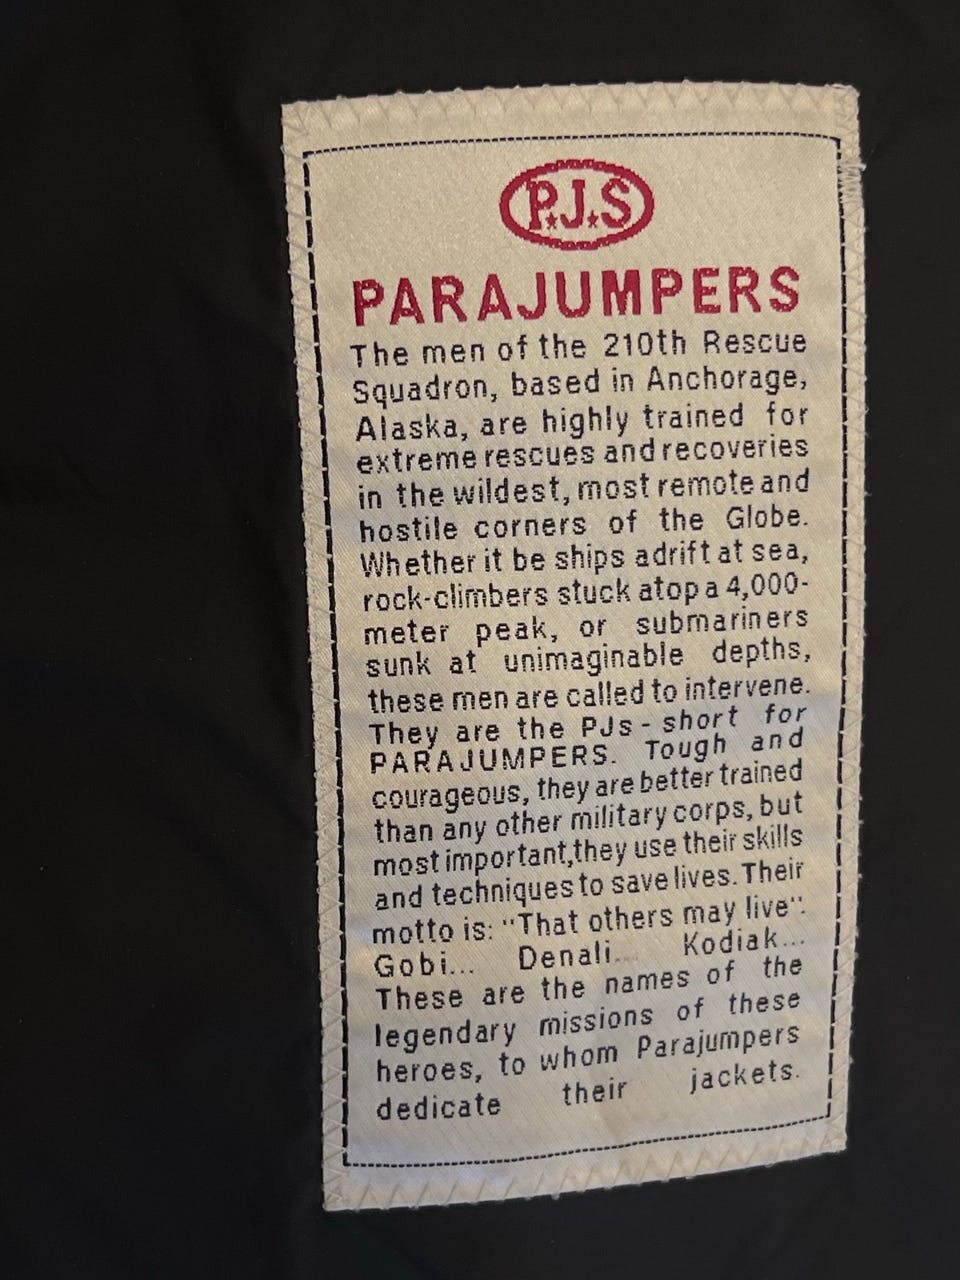 P.J.S
PARAJUMPERS
The men of the 210th Rescue
Squadron, based in Anchorage,
Alaska, are highly trained for
extreme rescues and recoveries
in the wildest, most remote and
hostile corners of the Globe.
Whether it be ships adrift at sea,
rock-climbers stuck atop a 4,000-
meter peak, or submariners
sunk at unimaginable depths,
these men are called to intervene.
They are the PJs - short for
PARAJUMPERS. Tough and
courageous, they are better trained
than any other military corps, but
most important,they use their skills
and techniques to save lives. Their
motto is: "That others may live".
Gobi... Denali... Kodiak...
These are the names of the
legendary missions of these
heroes, to whom Parajumpers
dedicate their jackets.